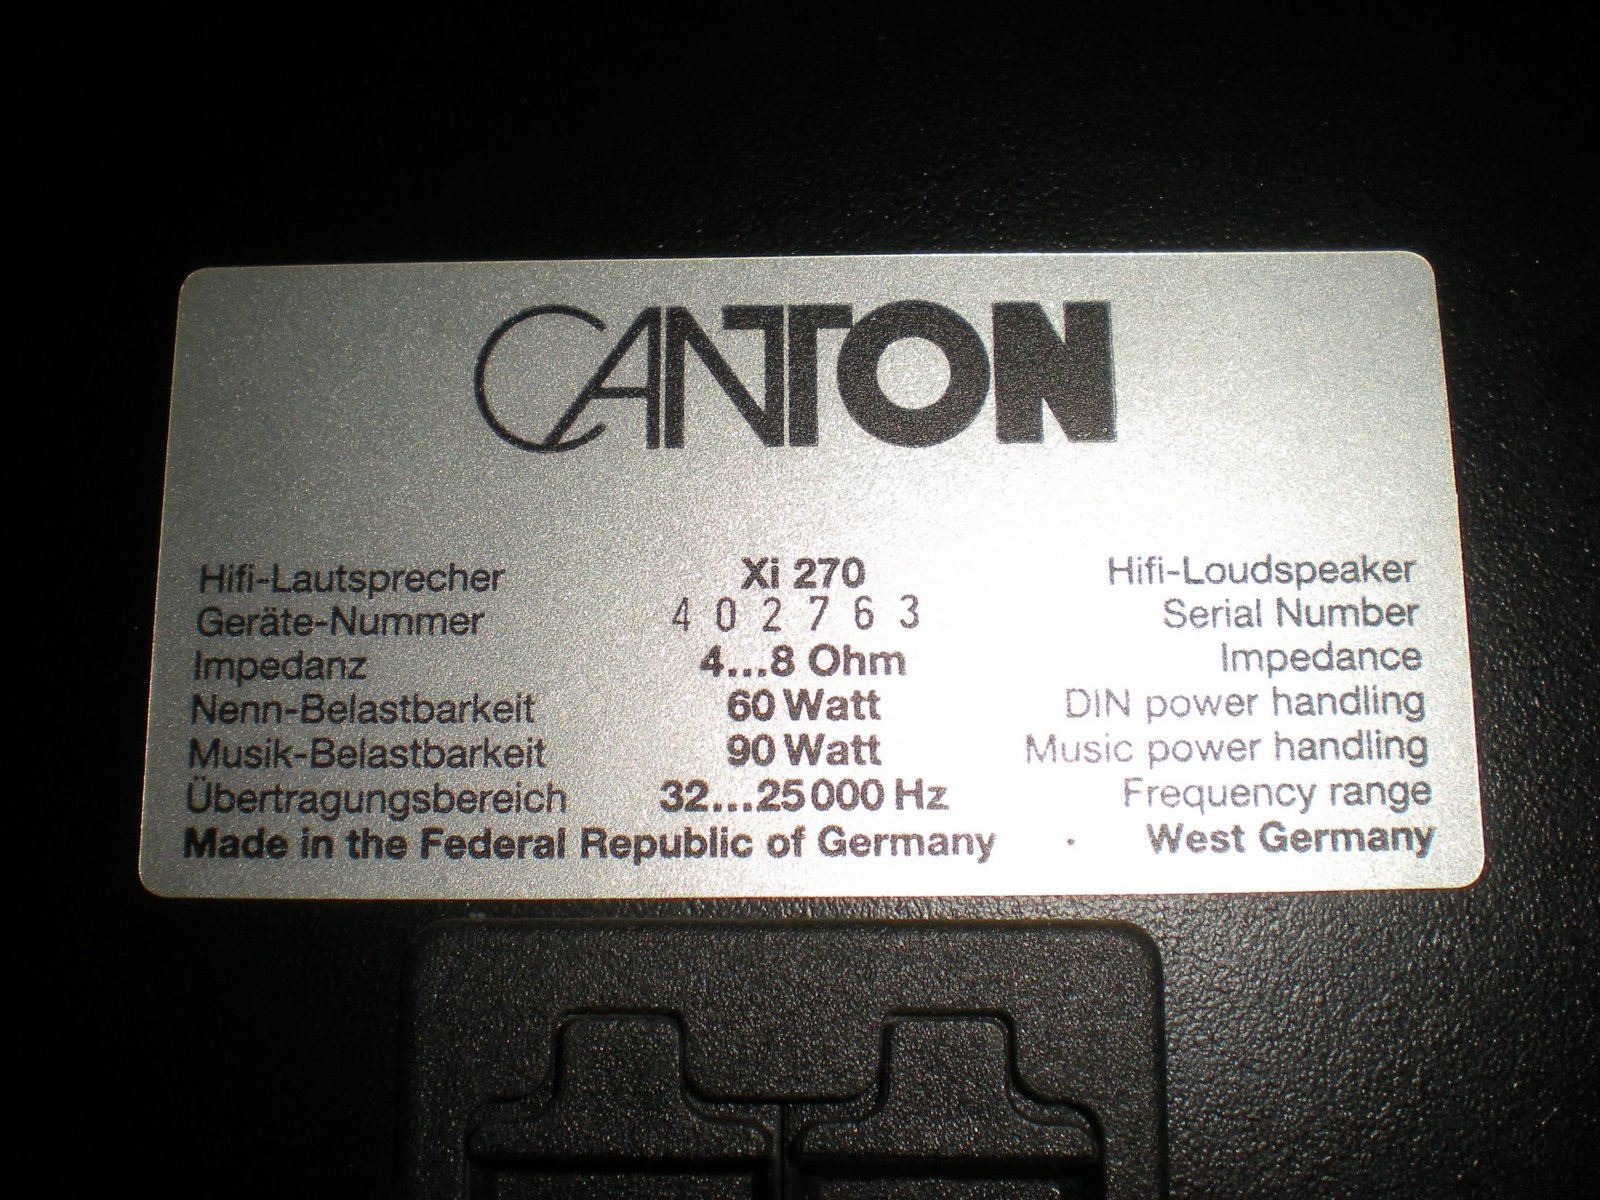 CANTON
Hifi-Lautsprecher Xi 270 Hifi-Loudspeaker
Geräte-Nummer 402763 Serial Number
Impedanz 4...8 Ohm Impedance
Nenn-Belastbarkeit 60 Watt DIN power handling
Musik-Belastbarkeit 90 Watt Music power handling
Übertragungsbereich 32...25000 Hz Frequency range
Made in the Federal Republic of Germany · West Germany